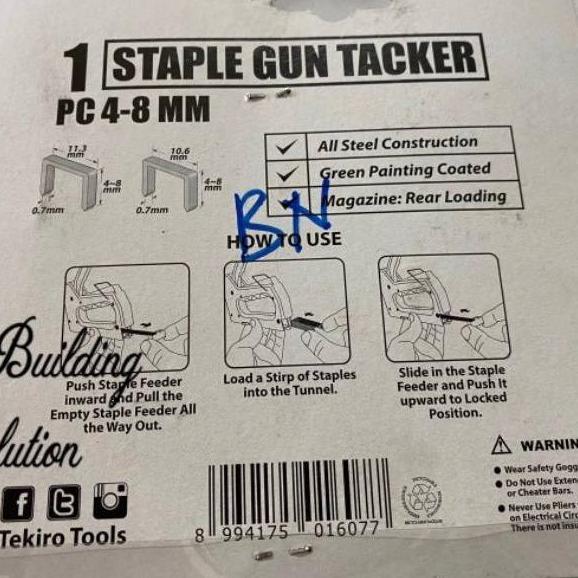 1 STAPLE GUN TACKER
PC 4-8 MM
11.3 mm
4~8 mm
0.7mm
10.6 mm
4~8 mm
0.7mm
All Steel Construction
Green Painting Coated
Magazine: Rear Loading
BN
HOW TO USE
Push Staple Feeder
inward and Pull the
Empty Staple Feeder All
the Way Out.
Load a Stirp of Staples
into the Tunnel.
Slide in the Staple
Feeder and Push It
upward to Locked
Position.
Building
lution
Tekiro Tools
8 994175 016077
WARNIN
Wear Safety Gogg
Do Not Use Exten
or Cheater Bars.
Never Use Pliers
on Electrical Circ
There is not insu